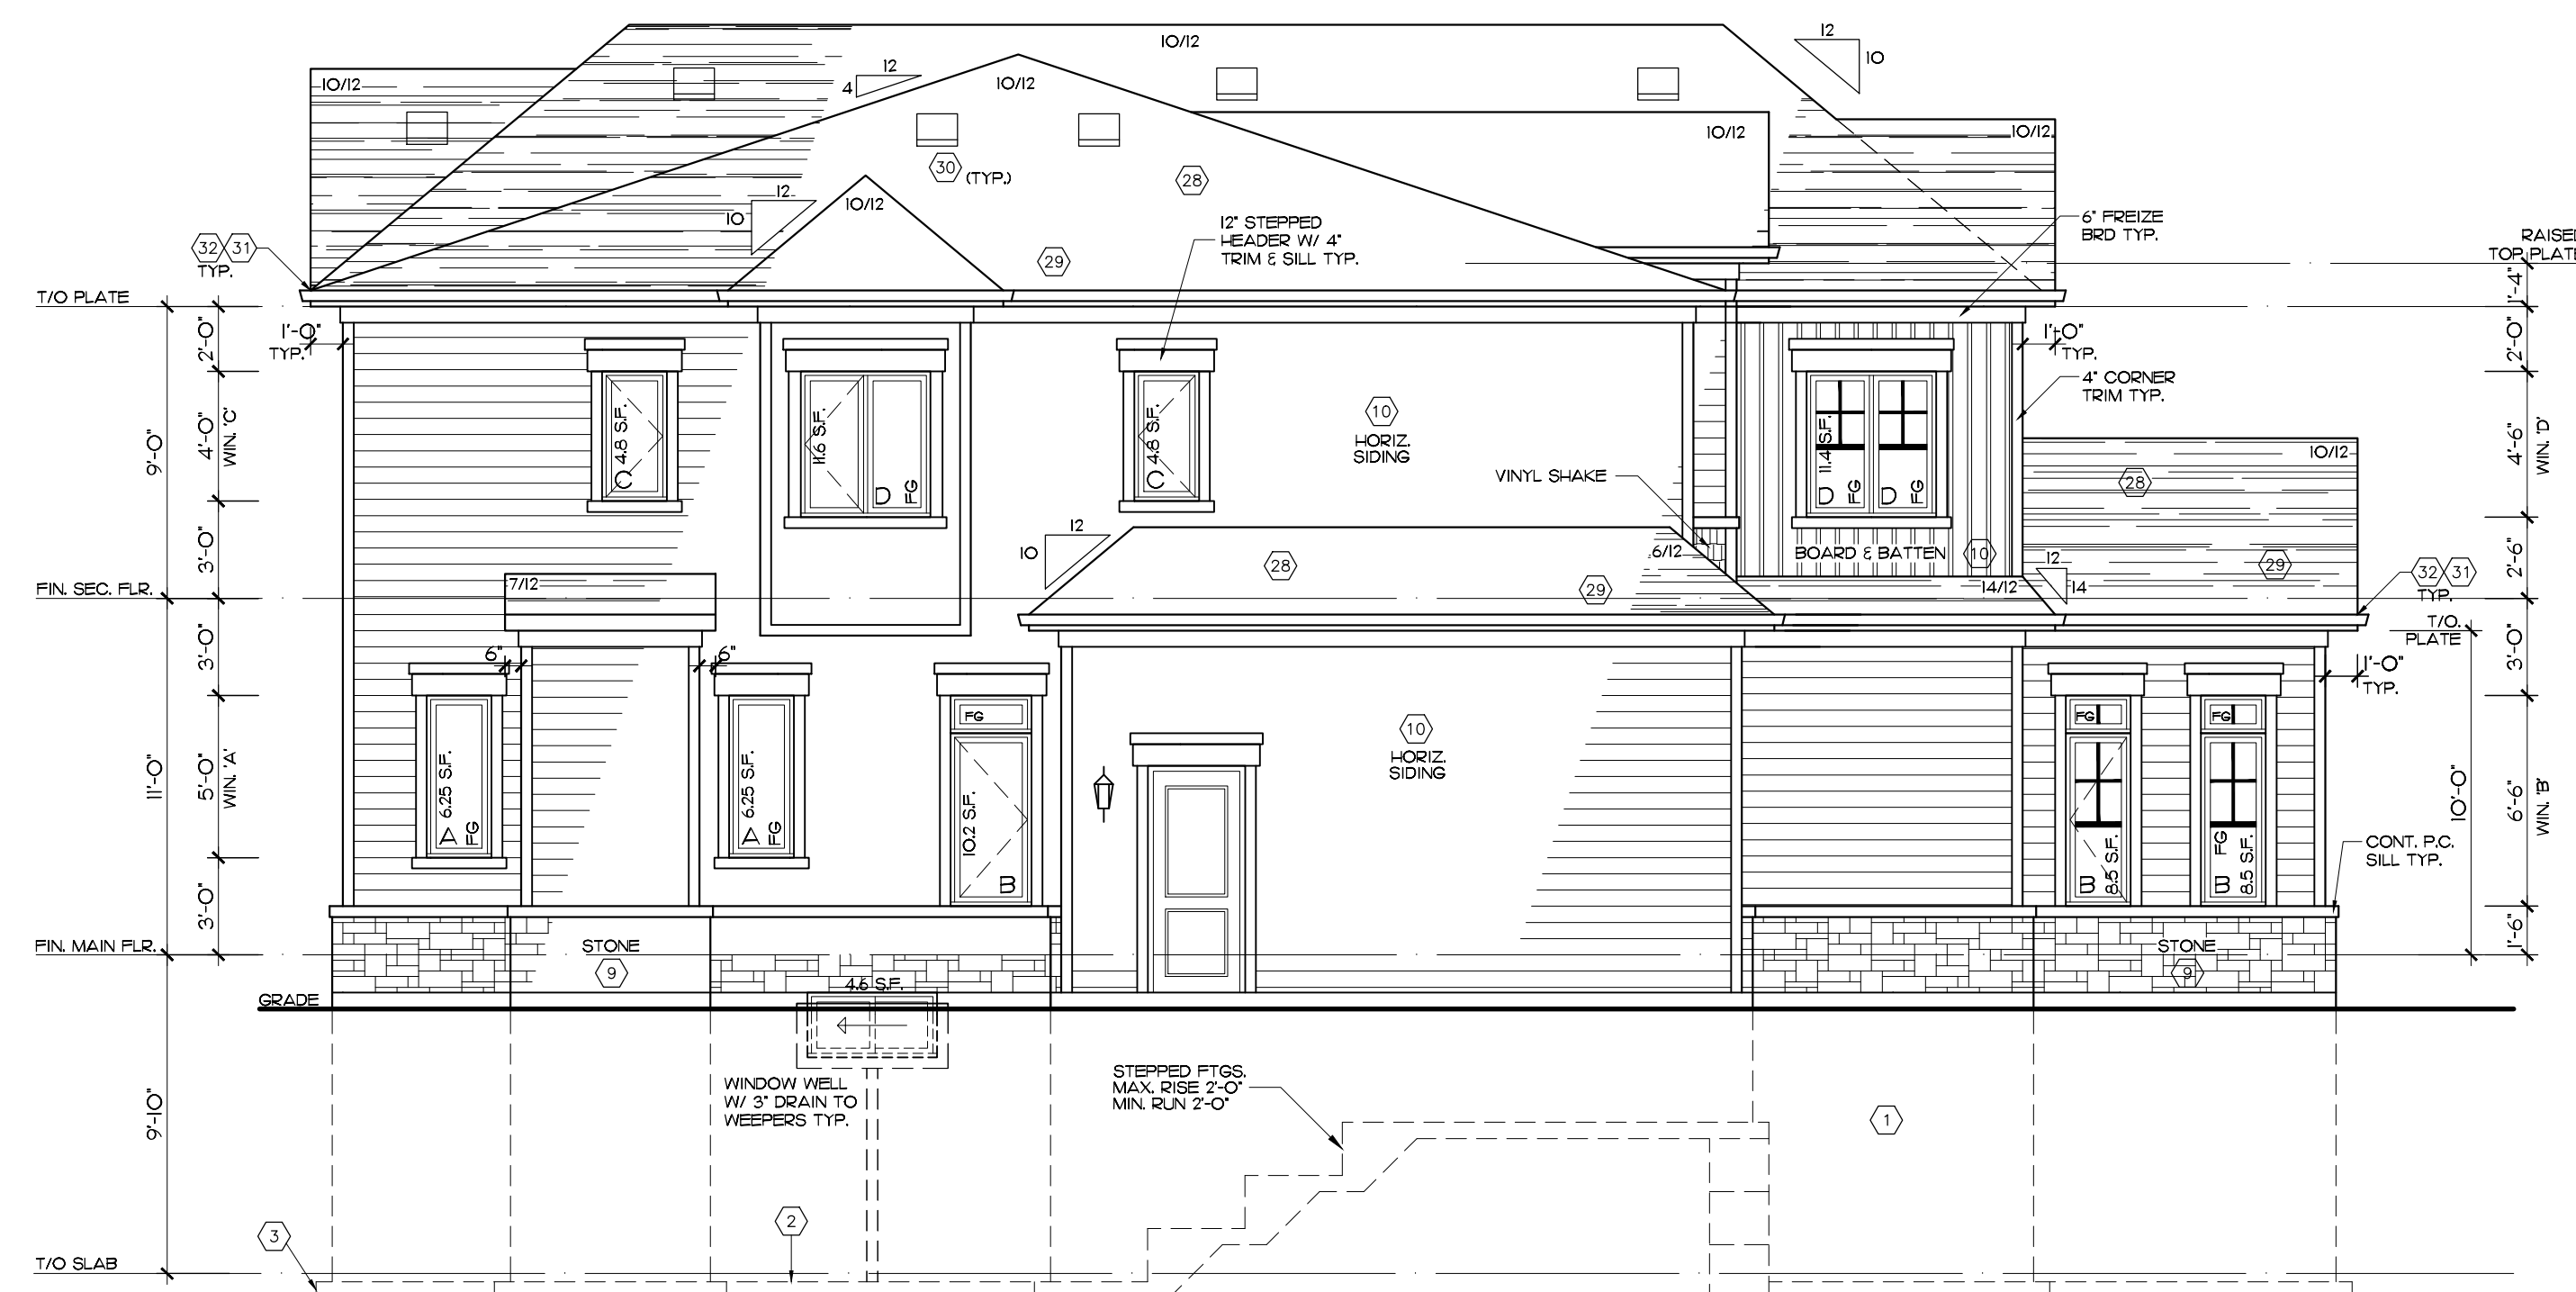 10/12
12
10
10/12
12
4
10/12
10/12
10/12
30
(TYP.)
28
12
10
10/12
12" STEPPED
HEADER W/ 4"
TRIM & SILL TYP.
6" FREIZE
BRD TYP.
32
31
TYP.
29
RAISE
TOP PLATE
T/O PLATE
1'-4"
1'-0"
TYP.
2'-0"
1'-0"
TYP.
2'-0"
4" CORNER
TRIM TYP.
9'-0"
4'-0"
WIN. 'C'
C
4.8 S.F.
11.6 S.F.
D
FG
C
4.8 S.F.
10
HORIZ.
SIDING
11.4 S.F.
D
FG
D
FG
4'-6"
WIN. 'D'
10/12
VINYL SHAKE
28
3'-0"
12
10
28
6/12
BOARD & BATTEN
10
12
14
29
2'-6"
32
31
TYP.
FIN. SEC. FLR.
7/12
29
14/12
T/O.
PLATE
3'-0"
6"
6"
3'-0"
1'-0"
TYP.
FG
FG
FG
11'-0"
5'-0"
WIN. 'A'
A
6.25 S.F.
FG
A
6.25 S.F.
FG
10.2 S.F.
B
10
HORIZ.
SIDING
B
8.5 S.F.
FG
B
8.5 S.F.
10'-0"
6'-6"
WIN. 'B'
CONT. P.C.
SILL TYP.
3'-0"
1'-6"
FIN. MAIN FLR.
STONE
9
STONE
9
4.6 S.F.
GRADE
WINDOW WELL
W/ 3" DRAIN TO
WEEPERS TYP.
STEPPED FTGS.
MAX. RISE 2'-0"
MIN. RUN 2'-0"
9'-10"
1
3
2
T/O SLAB